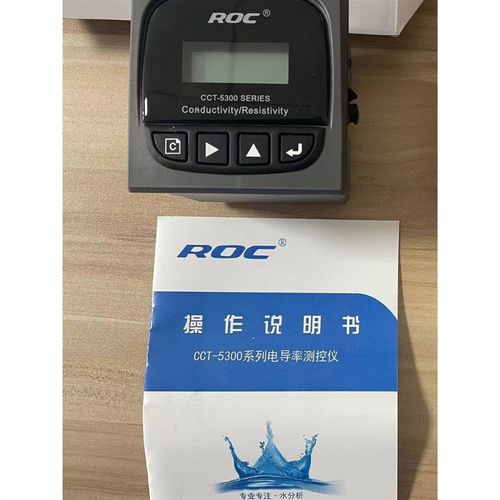 ROC®
CCT-5300 SERIES
Conductivity/Resistivity
C
ROC®
操作说明书
CCT-5300系列电导率测控仪
专业专注·水分析